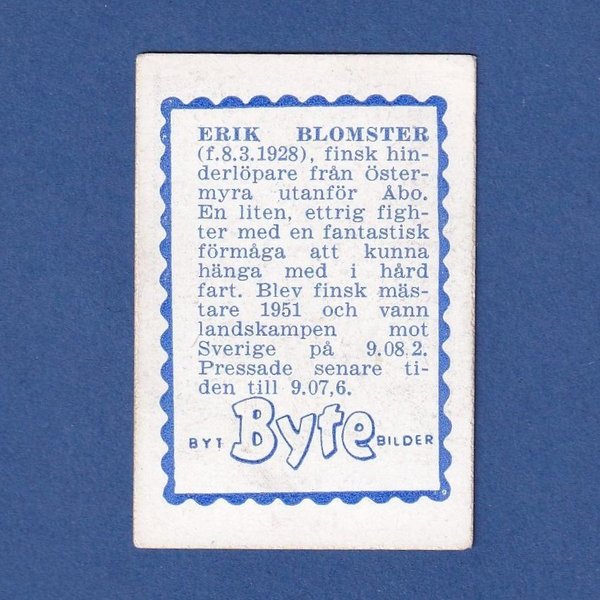 ERIK BLOMSTER
(f.8.3.1928), finsk hin-
derlöpare från Öster-
myra utanför Åbo.
En liten, ettrig figh-
ter med en fantastisk
förmåga att kunna
hänga med i hård
fart. Blev finsk mäs-
tare 1951 och vann
landskampen mot
Sverige på 9.08,2.
Pressade senare ti-
den till 9.07,6.
BYT Byte BILDER